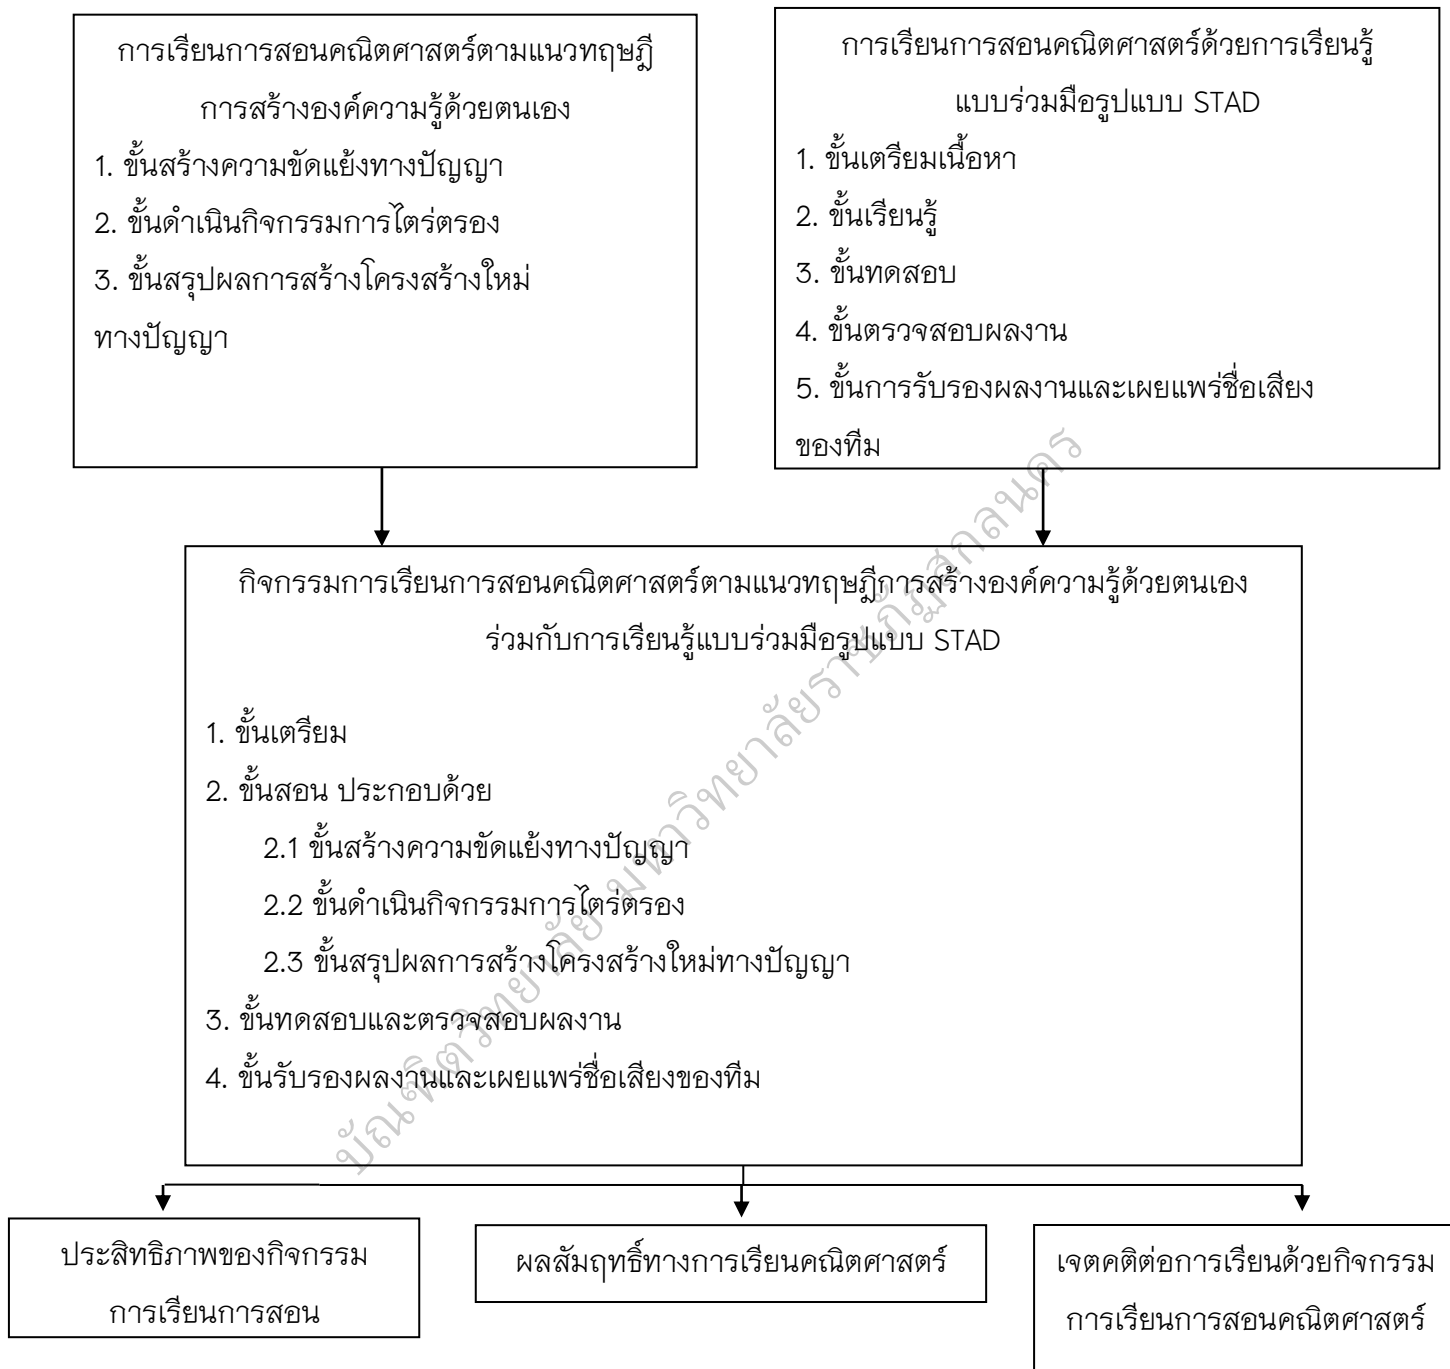 การเรียนการสอนคณิตศาสตร์ตามแนวทฤษฎี
การสร้างองค์ความรู้ด้วยตนเอง
1. ขั้นสร้างความขัดแย้งทางปัญญา
2. ขั้นดำเนินกิจกรรมการไตร่ตรอง
3. ขั้นสรุปผลการสร้างโครงสร้างใหม่
ทางปัญญา
การเรียนการสอนคณิตศาสตร์ด้วยการเรียนรู้
แบบร่วมมือรูปแบบ STAD
1. ขั้นเตรียมเนื้อหา
2. ขั้นเรียนรู้
3. ขั้นทดสอบ
4. ขั้นตรวจสอบผลงาน
5. ขั้นการรับรองผลงานและเผยแพร่ชื่อเสียง
ของทีม
กิจกรรมการเรียนการสอนคณิตศาสตร์ตามแนวทฤษฎีการสร้างองค์ความรู้ด้วยตนเอง
ร่วมกับการเรียนรู้แบบร่วมมือรูปแบบ STAD
1. ขั้นเตรียม
2. ขั้นสอน ประกอบด้วย
2.1 ขั้นสร้างความขัดแย้งทางปัญญา
2.2 ขั้นดำเนินกิจกรรมการไตร่ตรอง
2.3 ขั้นสรุปผลการสร้างโครงสร้างใหม่ทางปัญญา
3. ขั้นทดสอบและตรวจสอบผลงาน
4. ขั้นรับรองผลงานและเผยแพร่ชื่อเสียงของทีม
บัณฑิตวิทยาลัย มหาวิทยาลัยราชภัฏสกลนคร
ประสิทธิภาพของกิจกรรม
การเรียนการสอน
ผลสัมฤทธิ์ทางการเรียนคณิตศาสตร์
เจตคติต่อการเรียนด้วยกิจกรรม
การเรียนการสอนคณิตศาสตร์